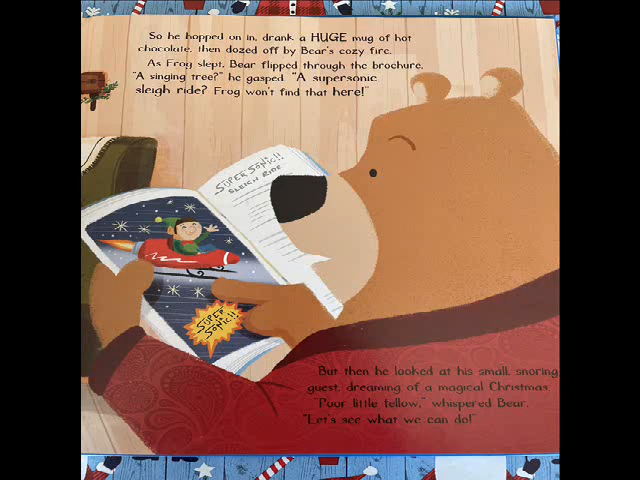 So he hopped on in, drank a HUGE mug of hot
chocolate, then dozed off by Bear's cozy fire.
As Frog slept, Bear flipped through the brochure.
"A singing tree?" he gasped. "A supersonic
sleigh ride? Frog won't find that here!"
SUPER SONIC!!
SLEIGH RIDE
SUPER
SONIC!!
But then he looked at his small, snoring
guest, dreaming of a magical Christmas.
"Poor little fellow," whispered Bear.
"Let's see what we can do!"